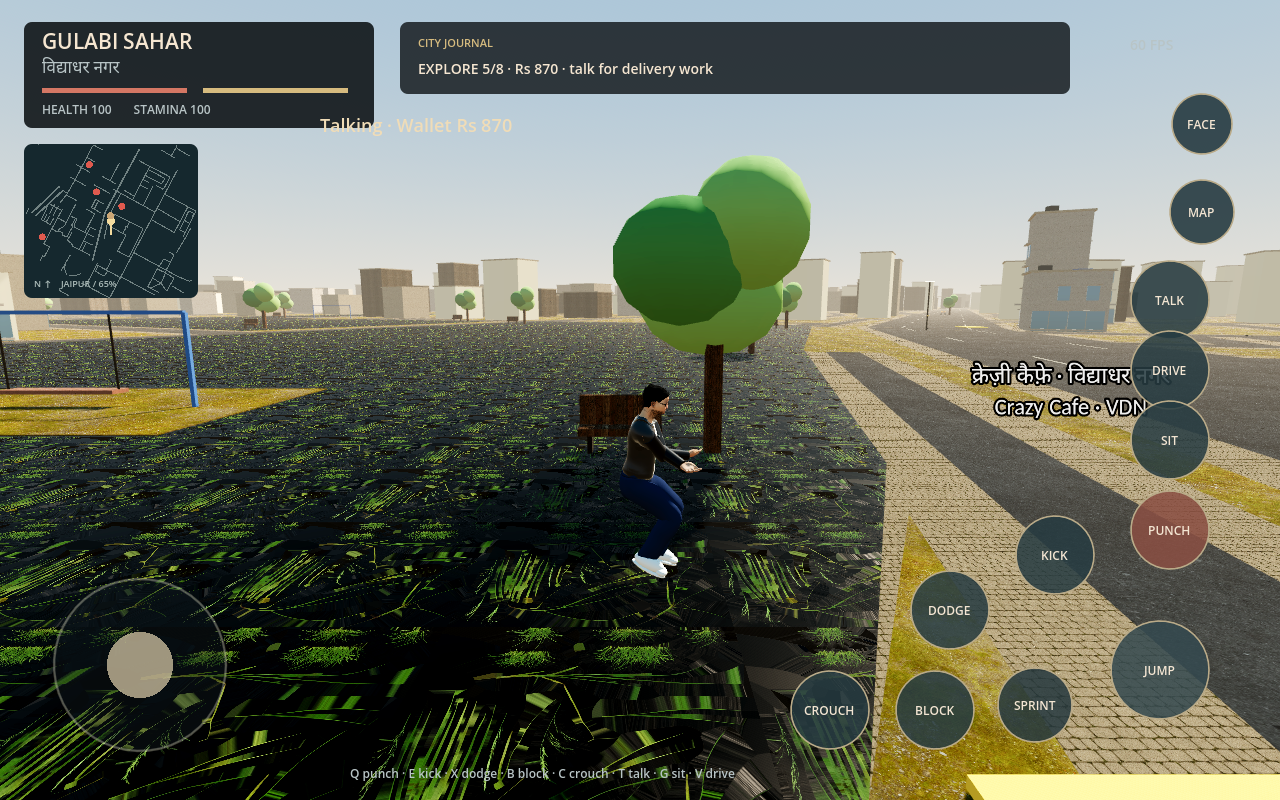 GULABI SAHAR
विद्याधर नगर
HEALTH 100 STAMINA 100
CITY JOURNAL
EXPLORE 5/8 · Rs 870 · talk for delivery work
60 FPS
Talking · Wallet Rs 870
FACE
MAP
N ↑ JAIPUR / 65%
TALK
DRIVE
SIT
क्रेज़ी कैफ़े · विद्याधर नगर
Crazy Cafe · VDN
PUNCH
KICK
DODGE
JUMP
CROUCH
BLOCK
SPRINT
Q punch · E kick · X dodge · B block · C crouch · T talk · G sit · V drive